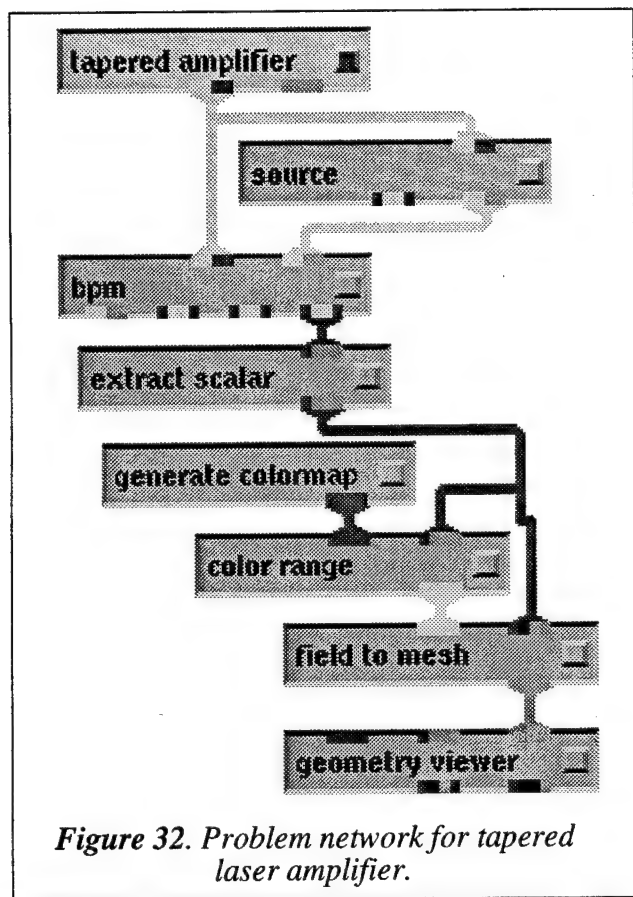 tapered amplifier
source
bpm
extract scalar
generate colormap
color range
field to mesh
geometry viewer
Figure 32. Problem network for tapered
laser amplifier.